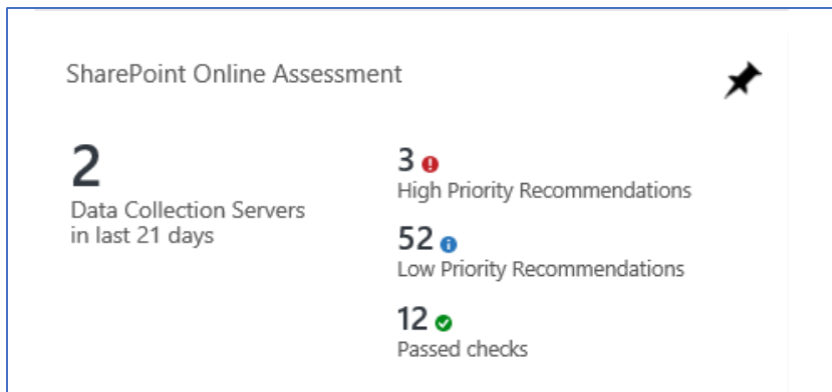 SharePoint Online Assessment
2
Data Collection Servers
in last 21 days
3
High Priority Recommendations
52
Low Priority Recommendations
12
Passed checks